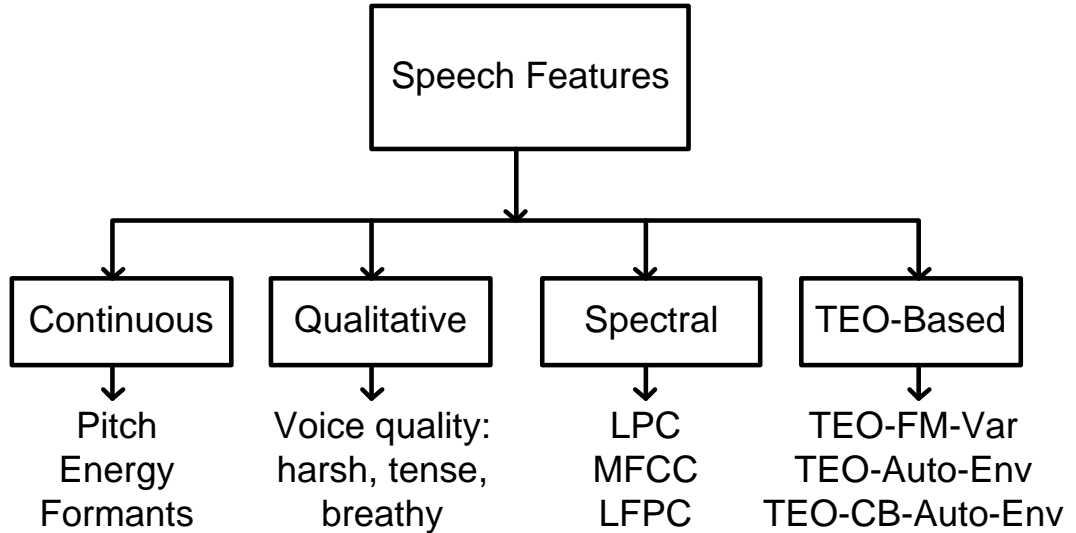 Speech Features
Continuous
Qualitative
Spectral
TEO-Based
Pitch
Energy
Formants
Voice quality:
harsh, tense,
breathy
LPC
MFCC
LFPC
TEO-FM-Var
TEO-Auto-Env
TEO-CB-Auto-Env